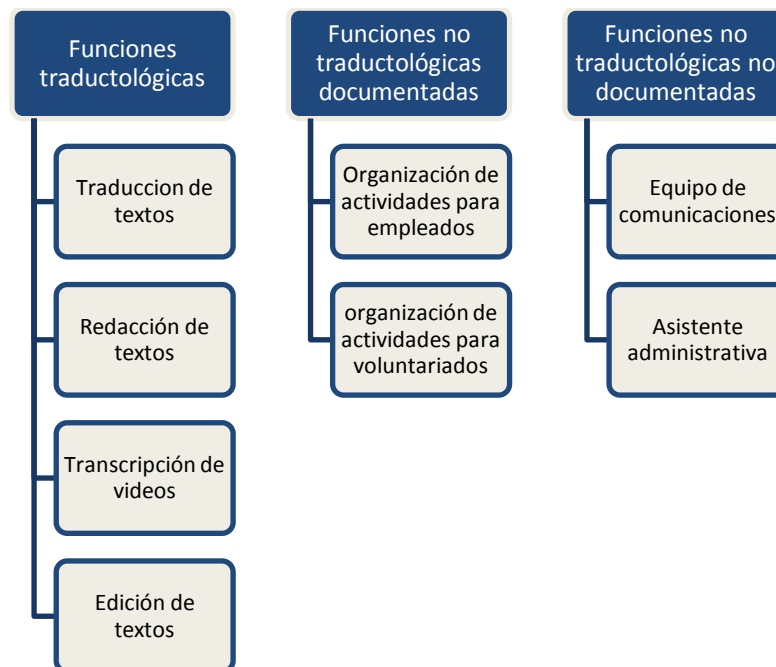 Funciones
traductológicas
Traduccion de
textos
Redacción de
textos
Transcripción de
videos
Edición de
textos
Funciones no
traductológicas
documentadas
Organización de
actividades para
empleados
organización de
actividades para
voluntariados
Funciones no
traductológicas no
documentadas
Equipo de
comunicaciones
Asistente
administrativa